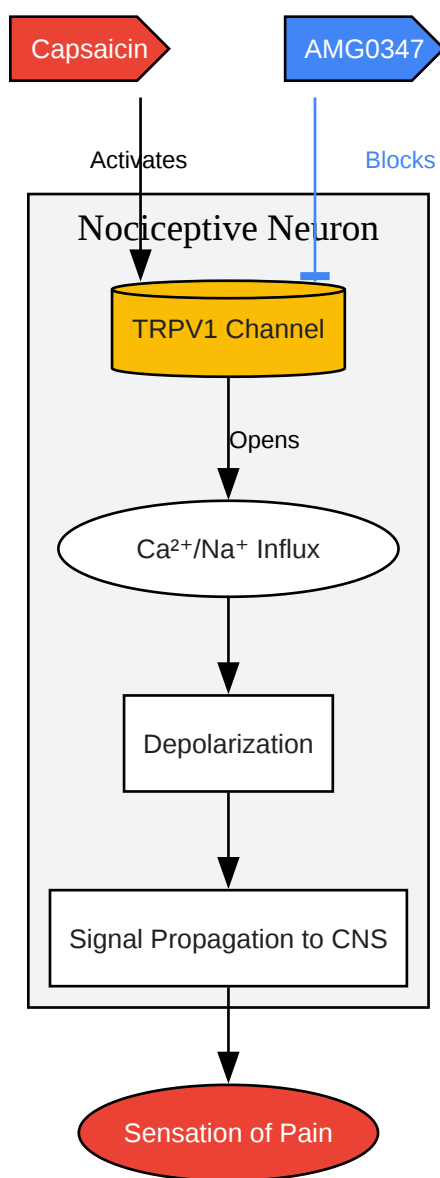 Capsaicin
AMG0347
Activates
Blocks
Nociceptive Neuron
TRPV1 Channel
Opens
Ca²⁺/Na⁺ Influx
Depolarization
Signal Propagation to CNS
Sensation of Pain